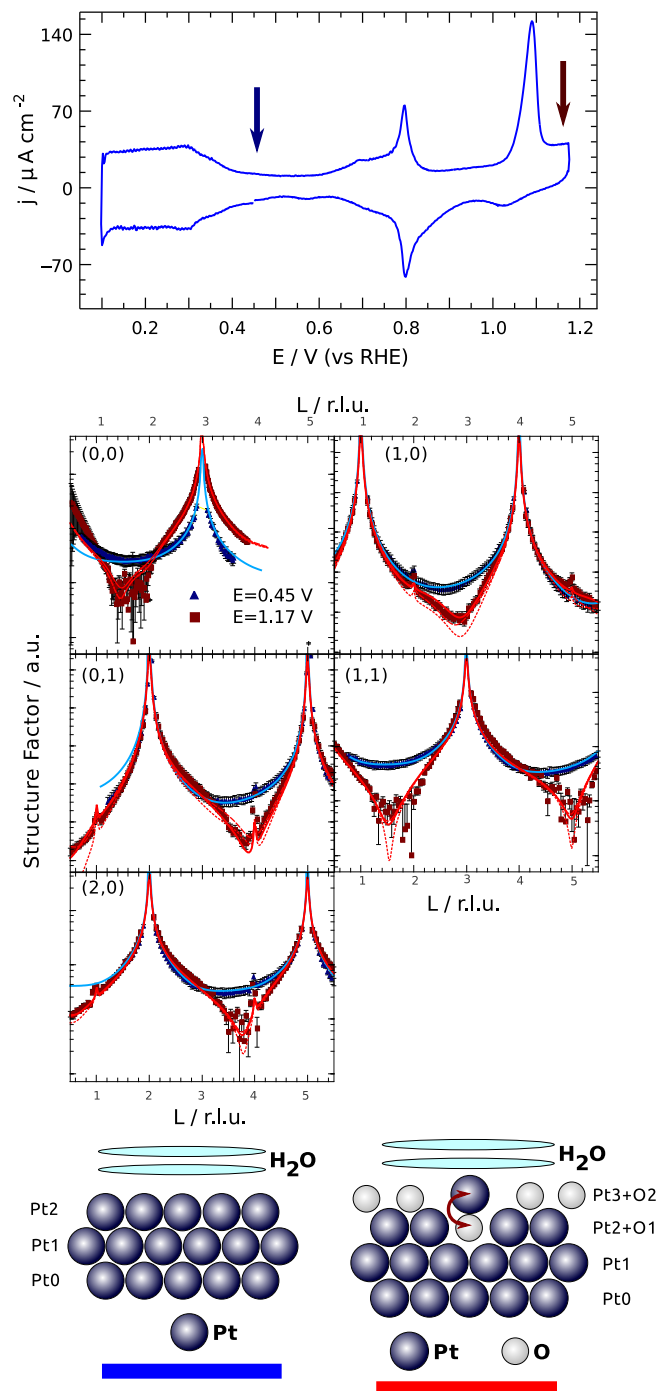 140
70
0
−70
j / μ A cm⁻²
0.2 0.4 0.6 0.8 1.0 1.2
E / V (vs RHE)
L / r.l.u.
1 2 3 4 5 1 2 3 4 5
(0,0)
(1,0)
E=0.45 V
E=1.17 V
*
(0,1)
(1,1)
Structure Factor / a.u.
1 2 3 4 5
L / r.l.u.
(2,0)
1 2 3 4 5
L / r.l.u.
H₂O
Pt2
Pt1
Pt0
Pt
H₂O
Pt3+O2
Pt2+O1
Pt1
Pt0
Pt
O